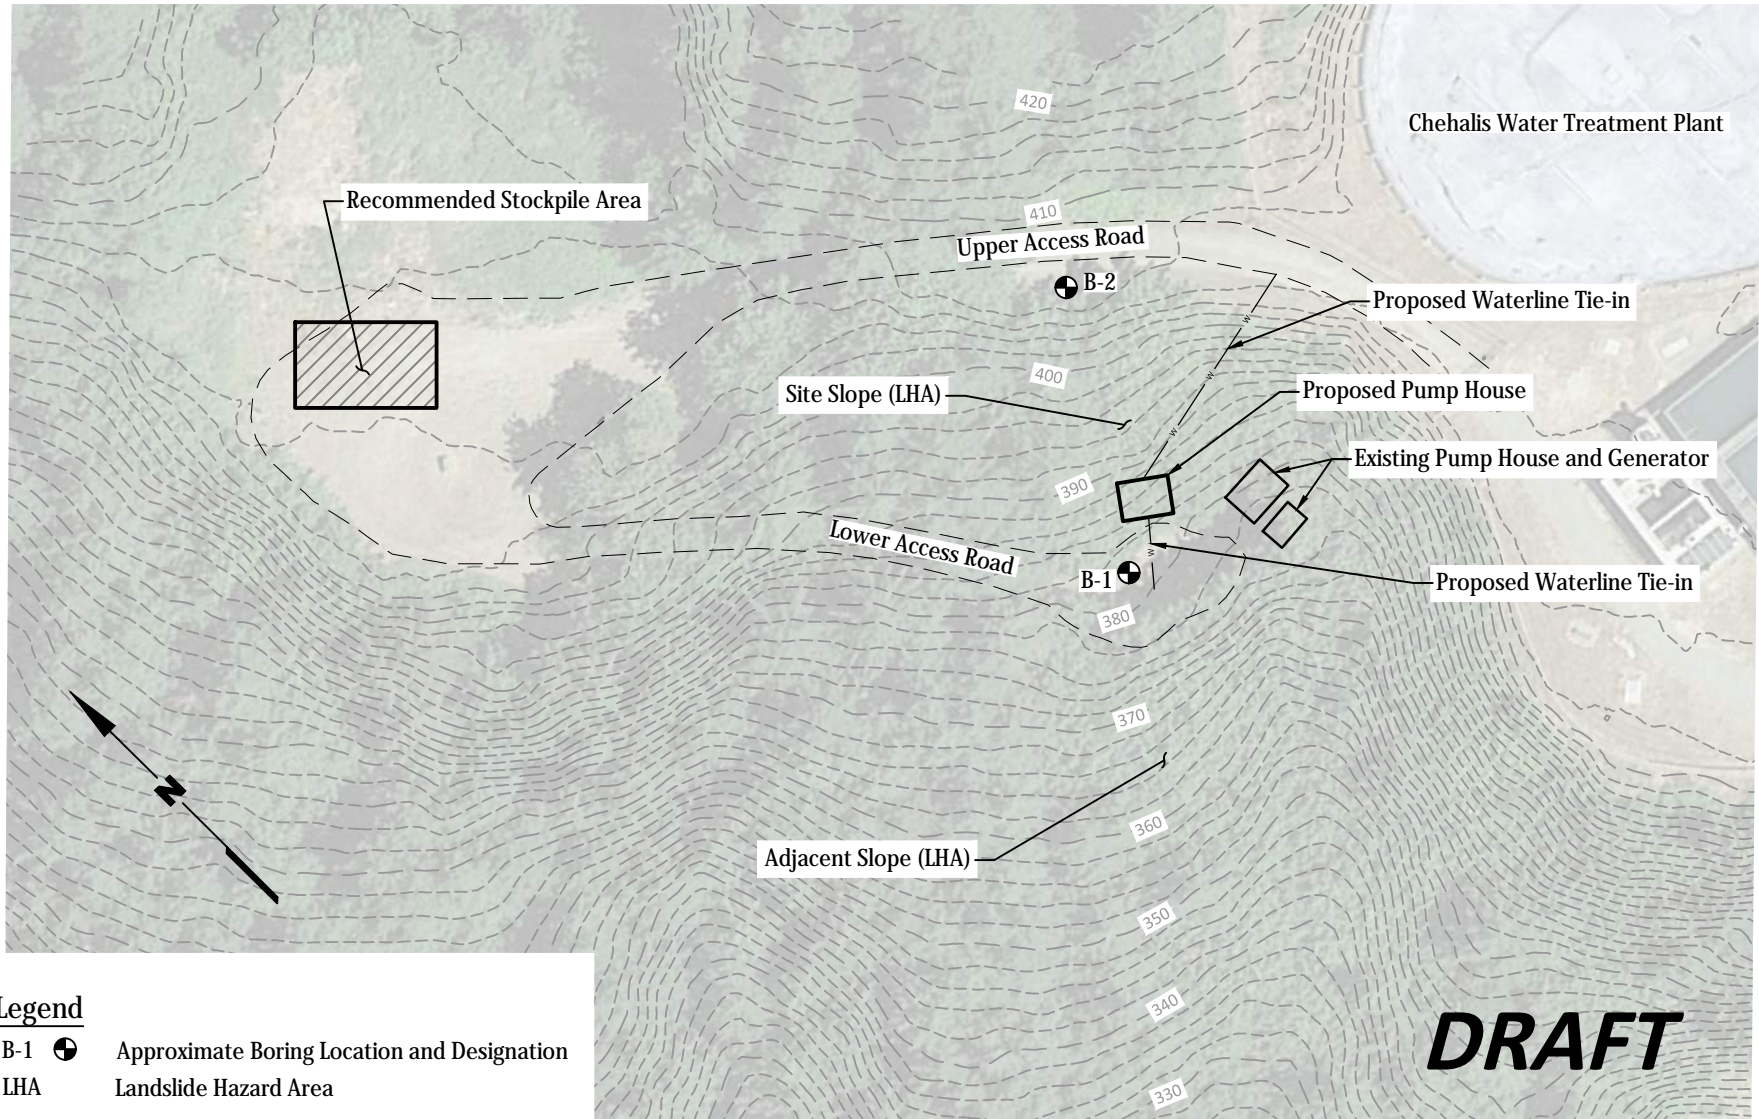 420
Chehalis Water Treatment Plant
Recommended Stockpile Area
410
Upper Access Road
B-2
Proposed Waterline Tie-in
W
W
400
Site Slope (LHA)
Proposed Pump House
W
Existing Pump House and Generator
390
Lower Access Road
W
B-1
Proposed Waterline Tie-in
380
370
N
360
Adjacent Slope (LHA)
350
340
330
Legend
B-1 Approximate Boring Location and Designation
LHA Landslide Hazard Area
DRAFT